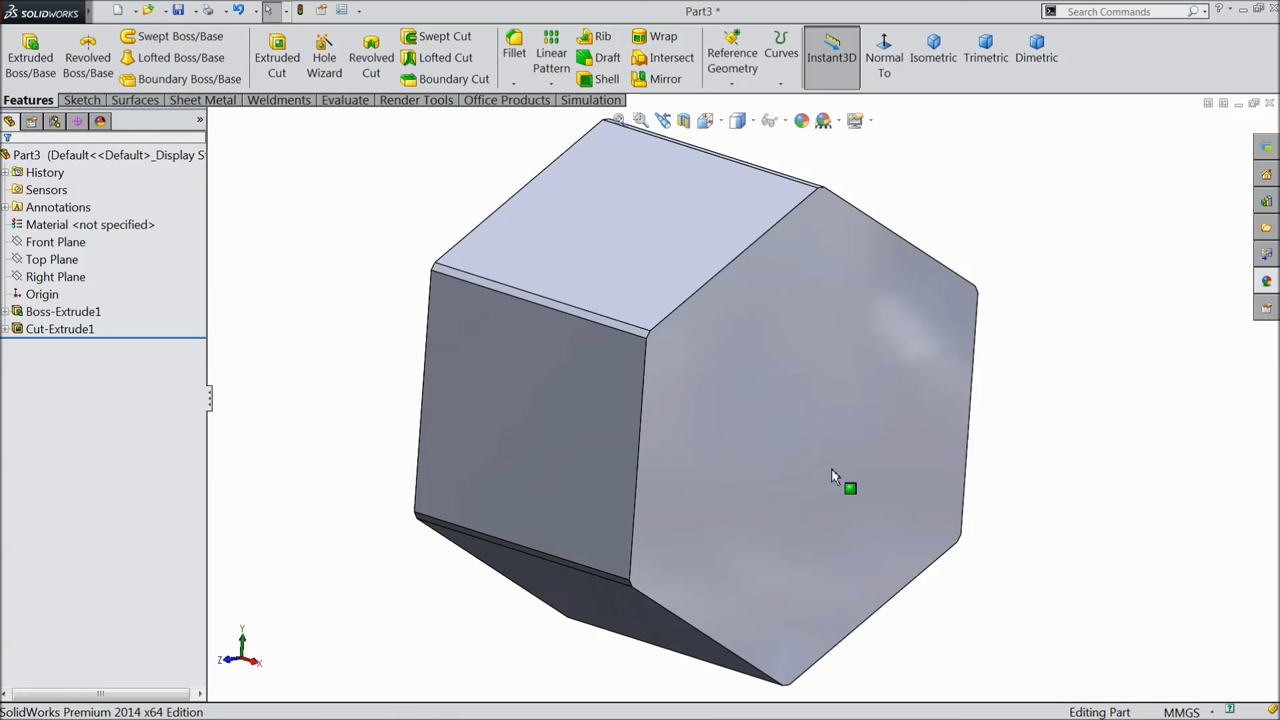 SOLIDWORKS
Part3 *
Search Commands
Extruded Boss/Base
Revolved Boss/Base
Swept Boss/Base
Lofted Boss/Base
Boundary Boss/Base
Extruded Cut
Hole Wizard
Revolved Cut
Swept Cut
Lofted Cut
Boundary Cut
Fillet
Linear Pattern
Rib
Draft
Shell
Wrap
Intersect
Mirror
Reference Geometry
Curves
Instant3D
Normal To
Isometric
Trimetric
Dimetric
Features
Sketch
Surfaces
Sheet Metal
Weldments
Evaluate
Render Tools
Office Products
Simulation
»
Part3 (Default<<Default>_Display S
History
Sensors
Annotations
Material <not specified>
Front Plane
Top Plane
Right Plane
Origin
Boss-Extrude1
Cut-Extrude1
Y
Z
X
SolidWorks Premium 2014 x64 Edition
Editing Part
MMGS